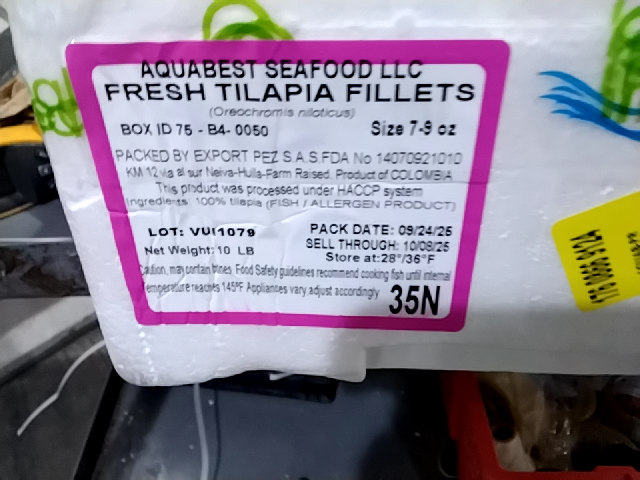 AQUABEST SEAFOOD LLC
FRESH TILAPIA FILLETS
(Oreochromis niloticus)
BOX ID 75 - B4- 0050 Size 7-9 oz
PACKED BY EXPORT PEZ S.A.S.FDA No 14070921010
KM 12 via al sur Neiva-Huila-Farm Raised. Product of COLOMBIA
This product was processed under HACCP system
Ingredients: 100% tilapia (FISH / ALLERGEN PRODUCT)
LOT: VUI1079 PACK DATE: 09/24/25
Net Weight: 10 LB SELL THROUGH: 10/08/25
Store at:28°/36°F
Caution, may contain bones. Food Safety guidelines recommend cooking fish until internal
temperature reaches 145ºF Appliances vary,adjust accordingly
35N